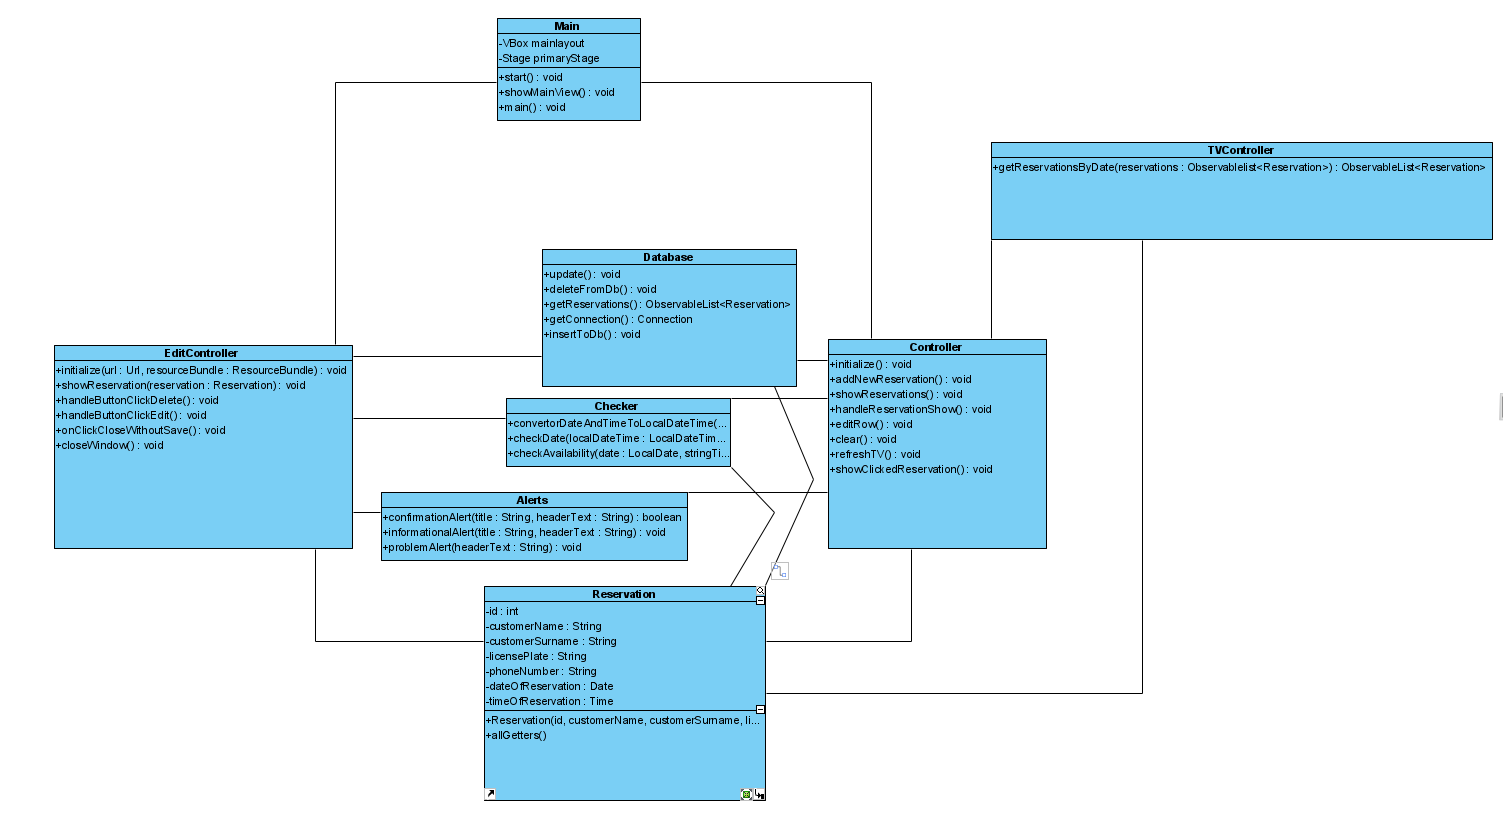 Main
-VBox mainlayout
-Stage primaryStage
+start() : void
+showMainView() : void
+main() : void
TVController
+getReservationsByDate(reservations : Observablelist<Reservation>) : ObservableList<Reservation>
Database
+update() : void
+deleteFromDb() : void
+getReservations() : ObservableList<Reservation>
+getConnection() : Connection
+insertToDb() : void
EditController
+initialize(url : Url, resourceBundle : ResourceBundle) : void
+showReservation(reservation : Reservation) : void
+handleButtonClickDelete() : void
+handleButtonClickEdit() : void
+onClickCloseWithoutSave() : void
+closeWindow() : void
Controller
+initialize() : void
+addNewReservation() : void
+showReservations() : void
+handleReservationShow() : void
+editRow() : void
+clear() : void
+refreshTV() : void
+showClickedReservation() : void
Checker
+convertorDateAndTimeToLocalDateTime(...
+checkDate(localDateTime : LocalDateTim...
+checkAvailability(date : LocalDate, stringTi...
Alerts
+confirmationAlert(title : String, headerText : String) : boolean
+informationalAlert(title : String, headerText : String) : void
+problemAlert(headerText : String) : void
Reservation
-id : int
-customerName : String
-customerSurname : String
-licensePlate : String
-phoneNumber : String
-dateOfReservation : Date
-timeOfReservation : Time
+Reservation(id, customerName, customerSurname, li...
+allGetters()